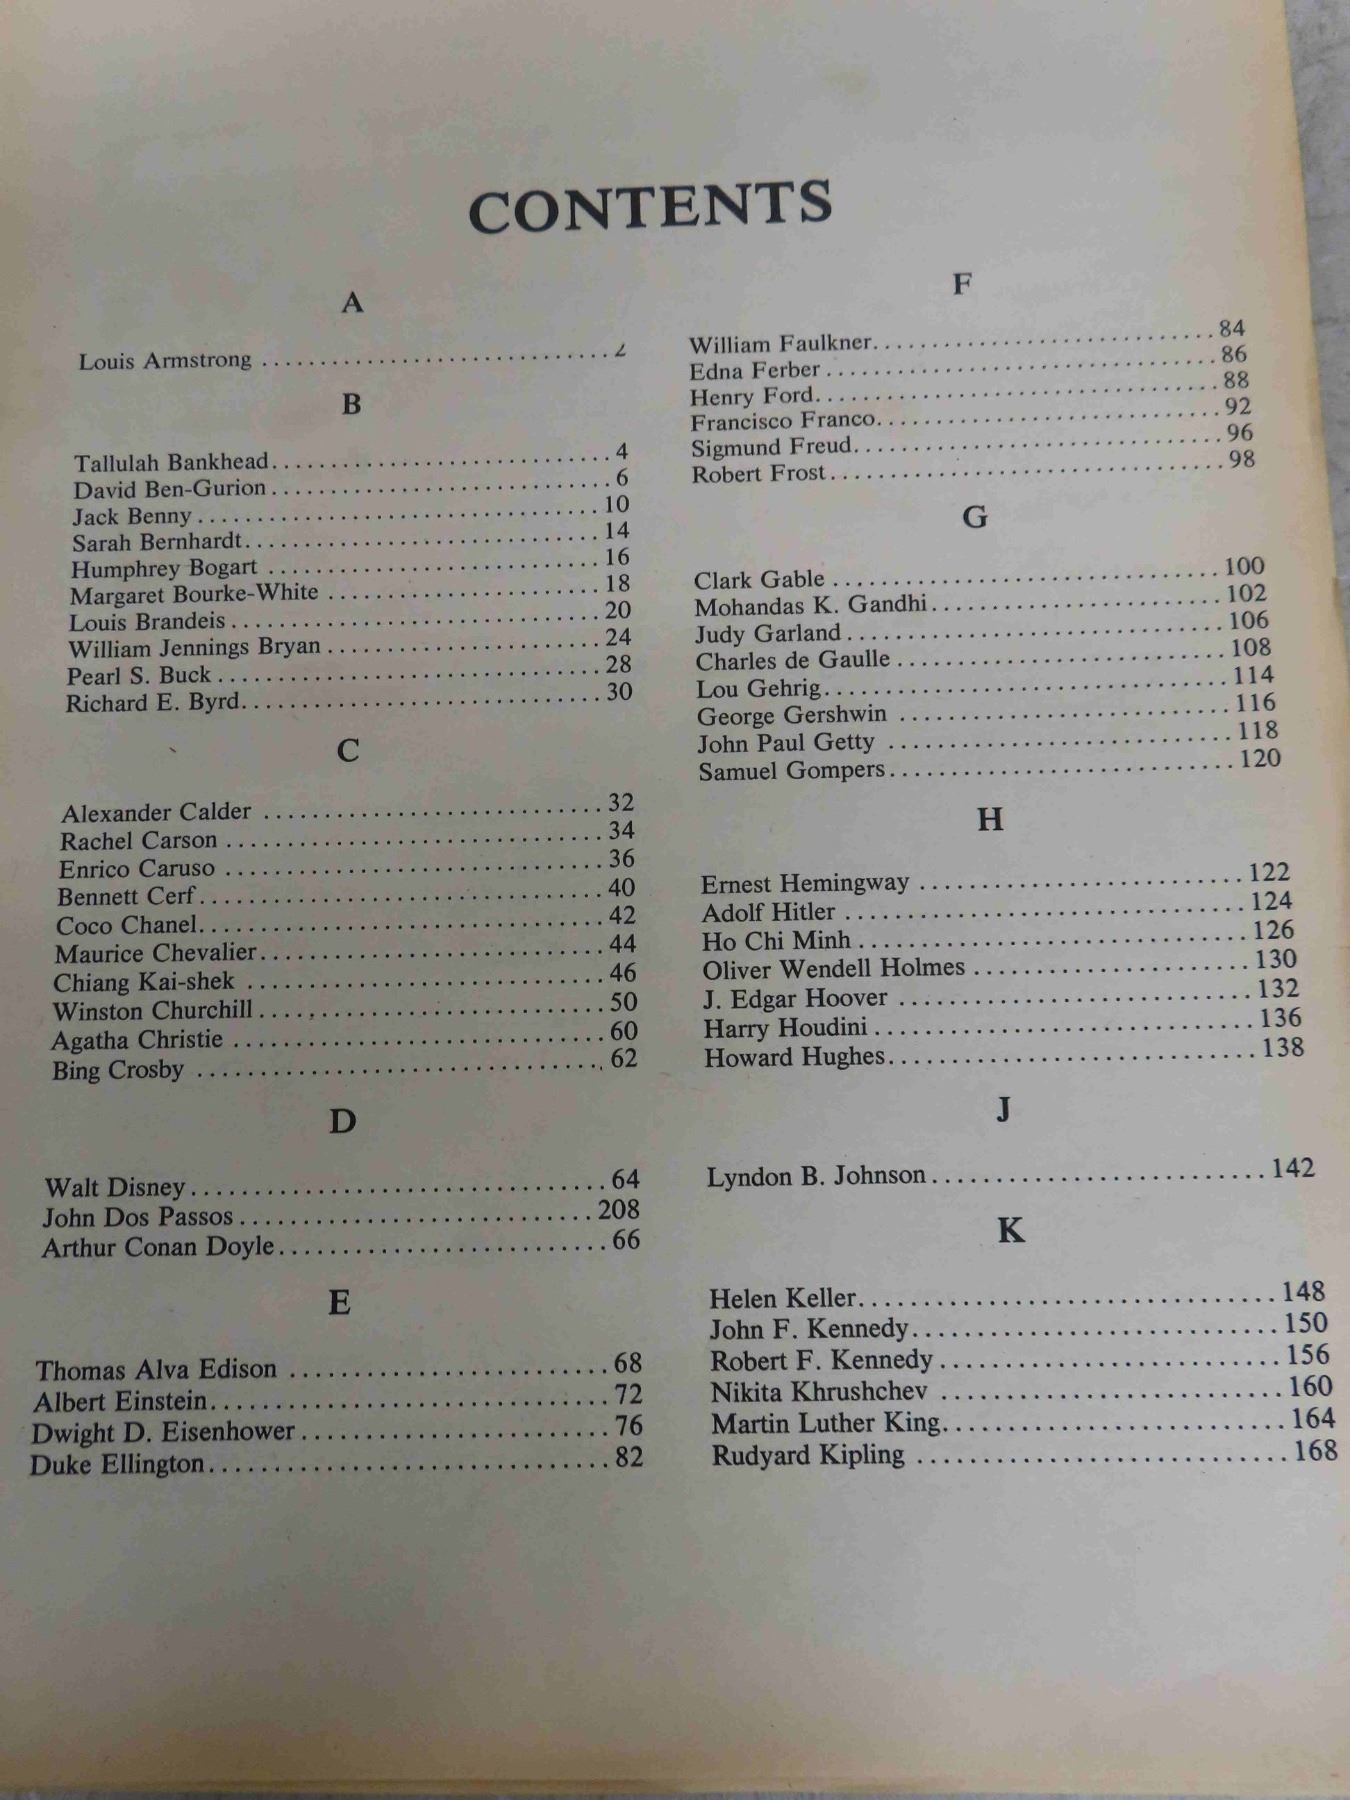 CONTENTS
A
Louis Armstrong ............................ 2
B
Tallulah Bankhead............................. 4
David Ben-Gurion............................. 6
Jack Benny.................................. 10
Sarah Bernhardt.............................. 14
Humphrey Bogart ............................ 16
Margaret Bourke-White ....................... 18
Louis Brandeis............................... 20
William Jennings Bryan....................... 24
Pearl S. Buck................................ 28
Richard E. Byrd.............................. 30
C
Alexander Calder ............................ 32
Rachel Carson ............................... 34
Enrico Caruso ............................... 36
Bennett Cerf................................. 40
Coco Chanel.................................. 42
Maurice Chevalier............................ 44
Chiang Kai-shek ............................. 46
Winston Churchill............................ 50
Agatha Christie ............................. 60
Bing Crosby ................................. 62
D
Walt Disney.................................. 64
John Dos Passos............................. 208
Arthur Conan Doyle........................... 66
E
Thomas Alva Edison .......................... 68
Albert Einstein.............................. 72
Dwight D. Eisenhower......................... 76
Duke Ellington............................... 82
F
William Faulkner............................. 84
Edna Ferber.................................. 86
Henry Ford................................... 88
Francisco Franco............................. 92
Sigmund Freud................................ 96
Robert Frost................................. 98
G
Clark Gable ................................ 100
Mohandas K. Gandhi.......................... 102
Judy Garland................................ 106
Charles de Gaulle........................... 108
Lou Gehrig.................................. 114
George Gershwin ............................ 116
John Paul Getty ............................ 118
Samuel Gompers.............................. 120
H
Ernest Hemingway ........................... 122
Adolf Hitler ............................... 124
Ho Chi Minh................................. 126
Oliver Wendell Holmes....................... 130
J. Edgar Hoover ............................ 132
Harry Houdini............................... 136
Howard Hughes............................... 138
J
Lyndon B. Johnson........................... 142
K
Helen Keller................................ 148
John F. Kennedy............................. 150
Robert F. Kennedy........................... 156
Nikita Khrushchev .......................... 160
Martin Luther King.......................... 164
Rudyard Kipling ............................ 168